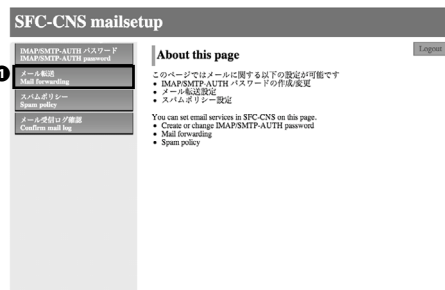 SFC-CNS mailsetup
IMAP/SMTP-AUTH パスワード
IMAP/SMTP-AUTH password
1
メール転送
Mail forwarding
スパムポリシー
Spam policy
メール受信ログ確認
Confirm mail log
About this page
Logout
このページではメールに関する以下の設定が可能です
• IMAP/SMTP-AUTH パスワードの作成/変更
• メール転送設定
• スパムポリシー設定
You can set email services in SFC-CNS on this page.
• Create or change IMAP/SMTP-AUTH password
• Mail forwarding
• Spam policy